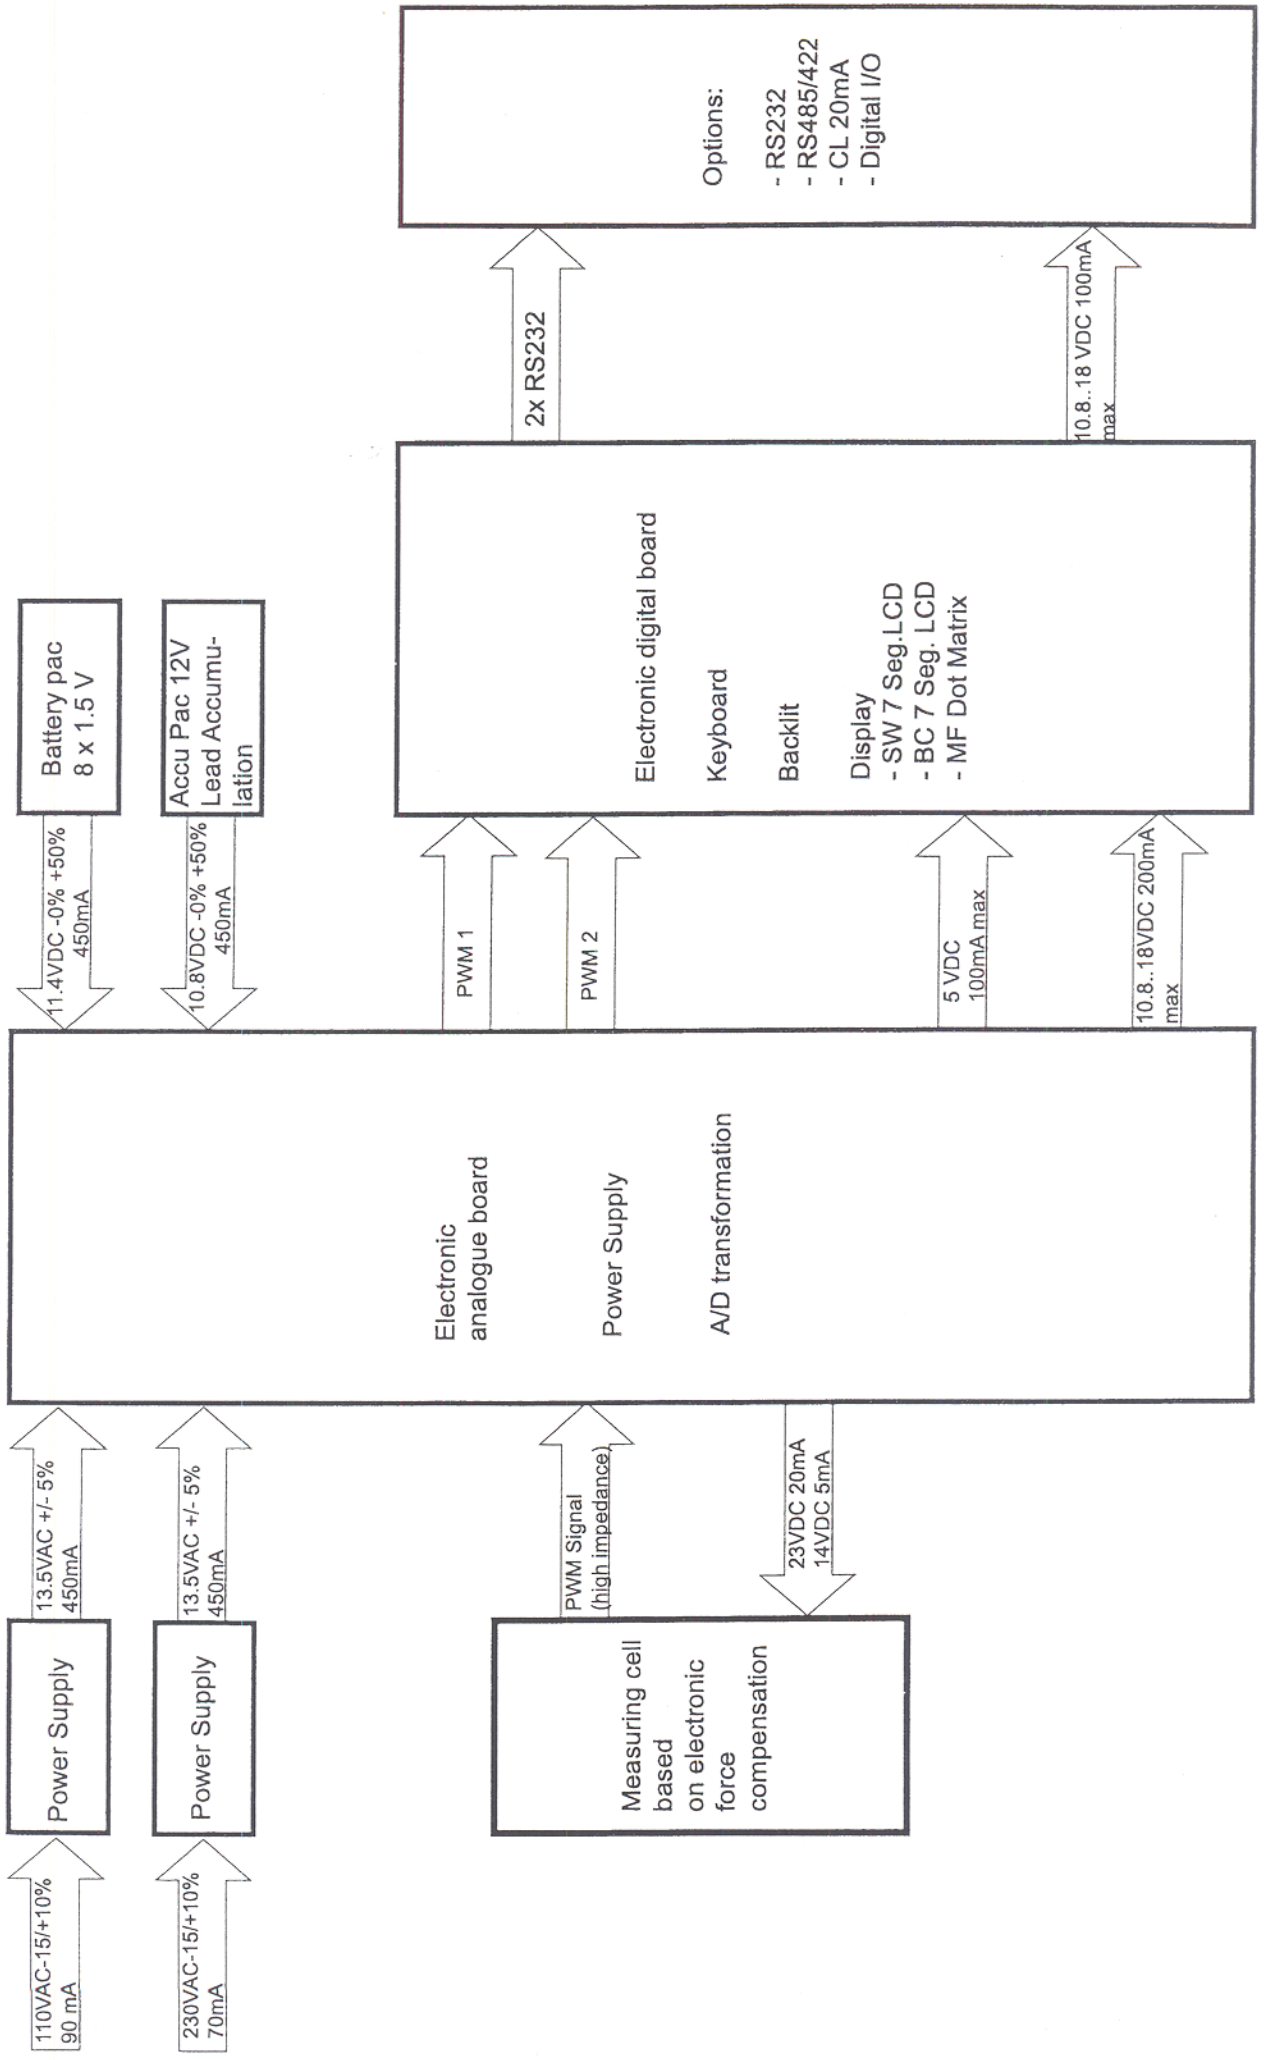 110VAC-15/+10%
90 mA
Power Supply
13.5VAC +/- 5%
450mA
11.4VDC -0% +50%
450mA
Battery pac
8 x 1.5 V
230VAC-15/+10%
70mA
Power Supply
13.5VAC +/- 5%
450mA
10.8VDC -0% +50%
450mA
Accu Pac 12V
Lead Accumu-
lation
Measuring cell
based
on electronic
force
compensation
PWM Signal
(high impedance)
23VDC 20mA
14VDC 5mA
Electronic
analogue board
Power Supply
A/D transformation
PWM 1
PWM 2
5 VDC
100mA max
10.8..18VDC 200mA
max
Electronic digital board
Keyboard
Backlit
Display
- SW 7 Seg.LCD
- BC 7 Seg. LCD
- MF Dot Matrix
2x RS232
10.8..18 VDC 100mA
max
Options:
- RS232
- RS485/422
- CL 20mA
- Digital I/O